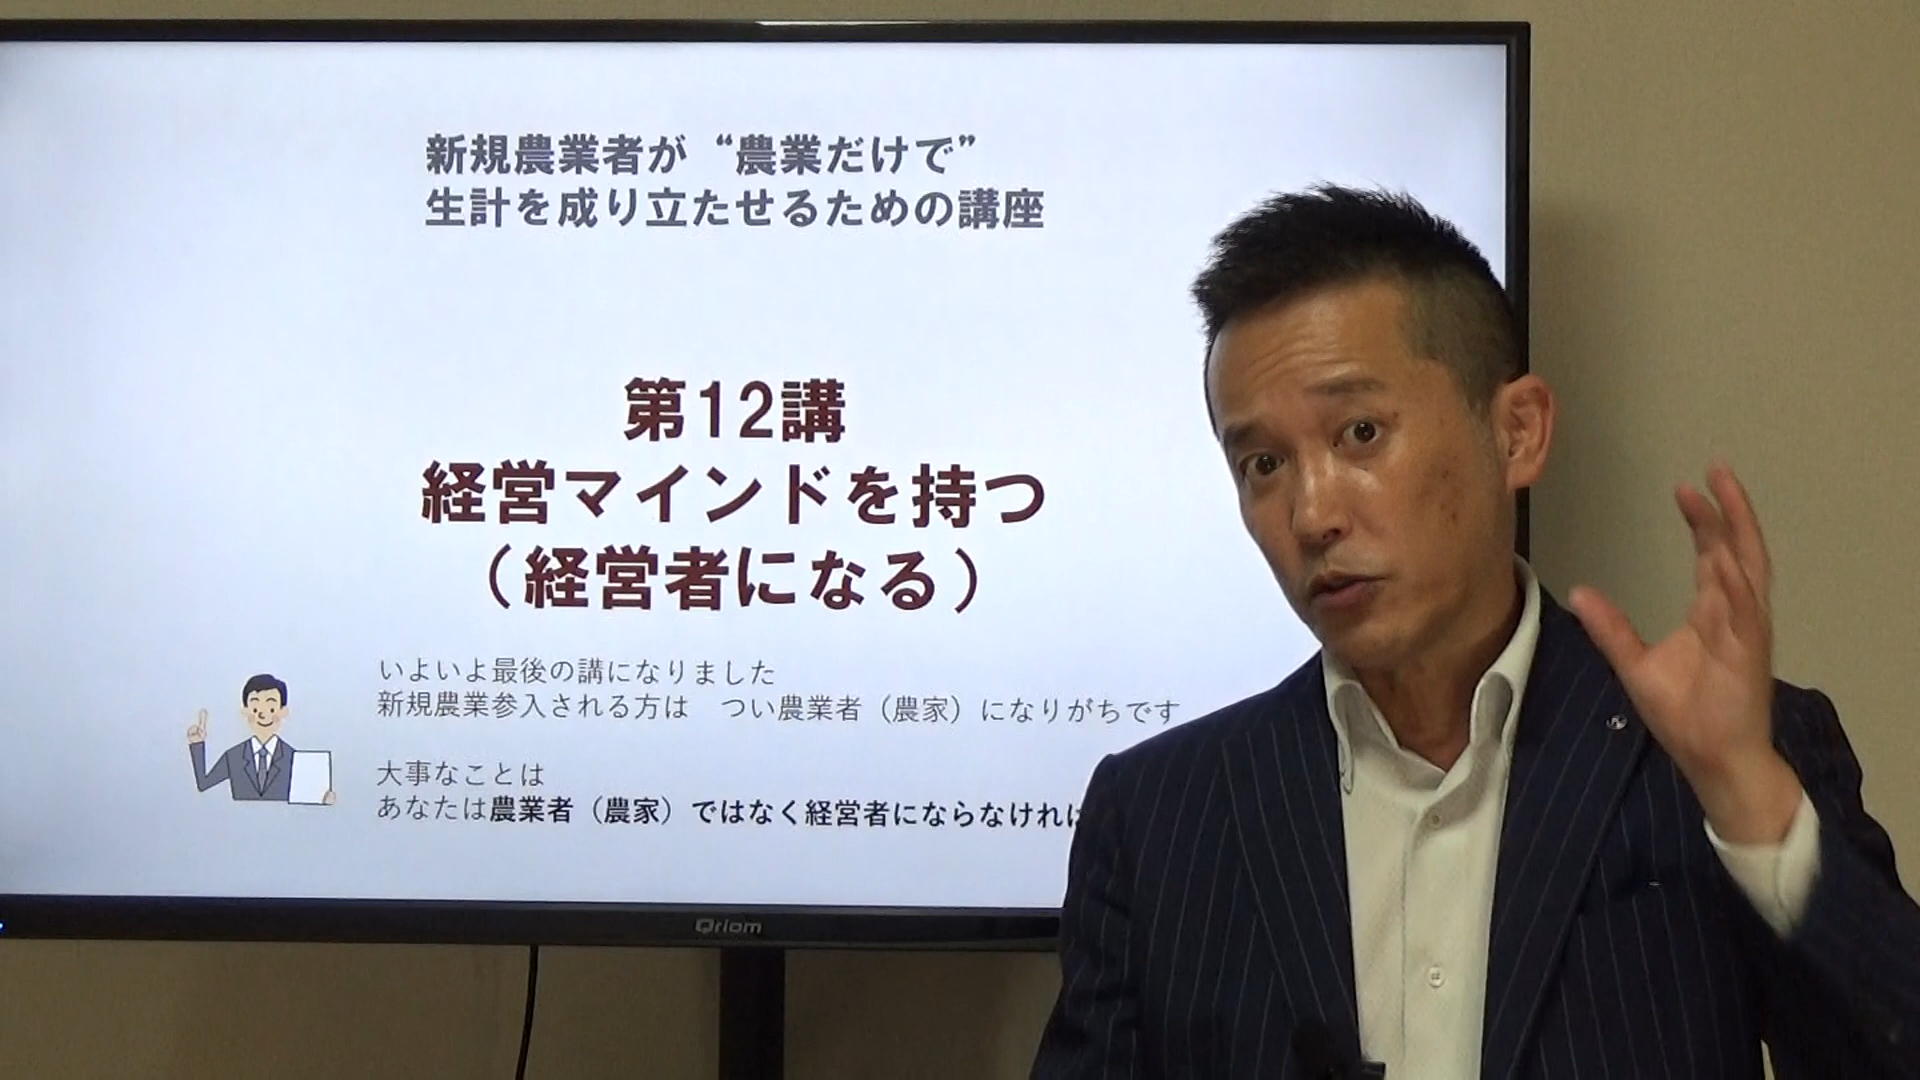 新規農業者が“農業だけで”
生計を成り立たせるための講座
第12講
経営マインドを持つ
（経営者になる）
いよいよ最後の講になりました
新規農業参入される方は　つい農業者（農家）になりがちです
大事なことは
あなたは農業者（農家）ではなく経営者にならなければ
Qriom